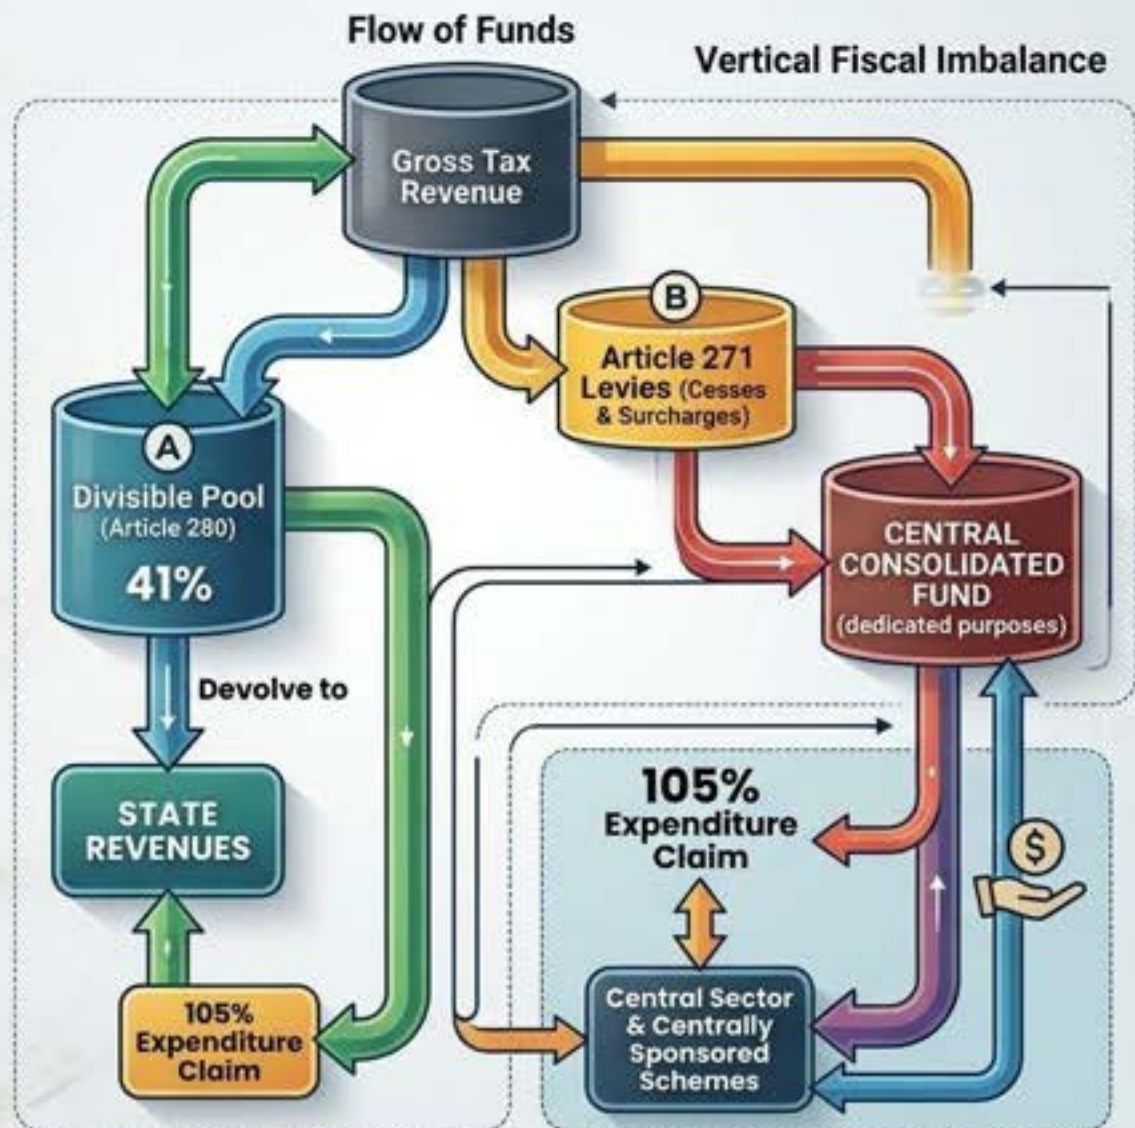 Flow of Funds
Vertical Fiscal Imbalance
Gross Tax
Revenue
B
Article 271
Levies (Cesses
& Surcharges)
A
Divisible Pool
(Article 280)
41%
CENTRAL
CONSOLIDATED
FUND
(dedicated purposes)
Devolve to
STATE
REVENUES
105%
Expenditure
Claim
$
105%
Expenditure
Claim
Central Sector
& Centrally
Sponsored
Schemes